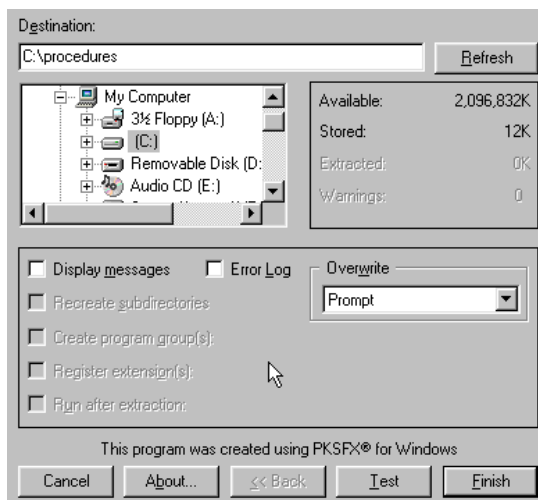 Destination:
C:\procedures
Refresh
My Computer
3½ Floppy (A:)
(C:)
Removable Disk (D:
Audio CD (E:)
Available: 2,096,832K
Stored: 12K
Extracted: 0K
Warnings: 0
Display messages
Error Log
Overwrite
Prompt
Recreate subdirectories
Create program group(s):
Register extension(s):
Run after extraction:
This program was created using PKSFX® for Windows
Cancel
About...
<< Back
Test
Finish